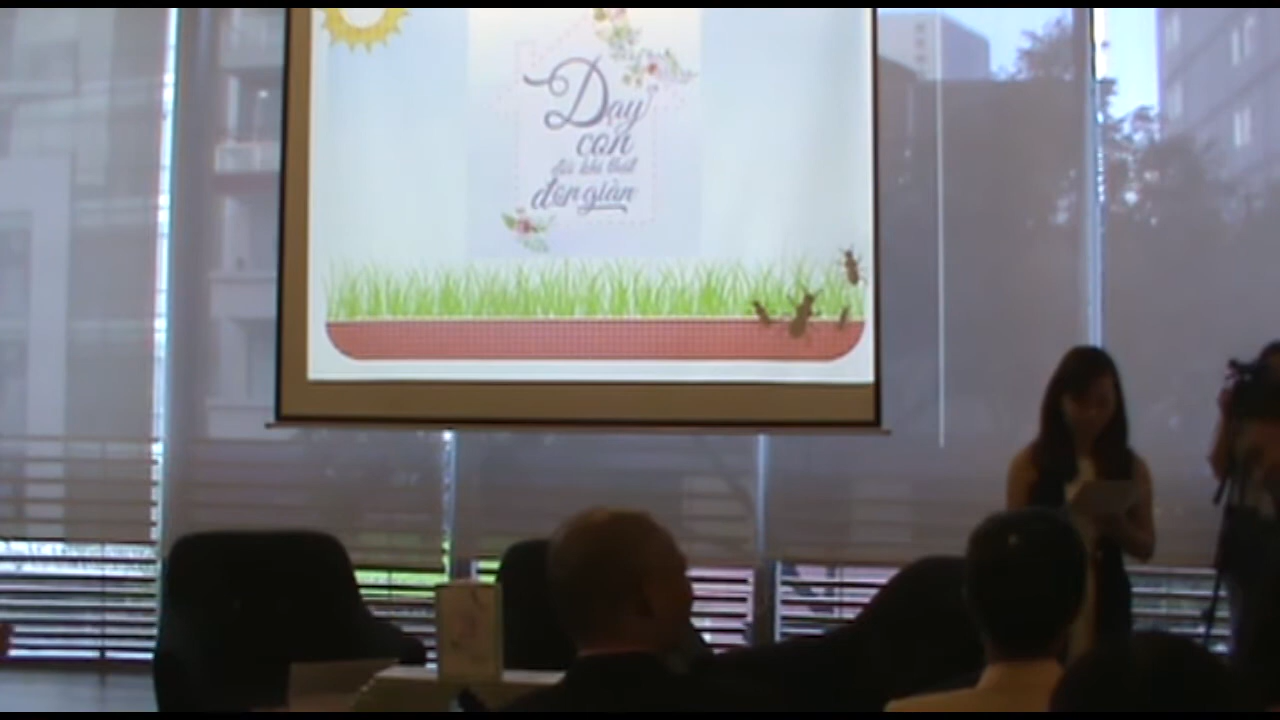 Dạy
con
đôi khi thật
đơn giản